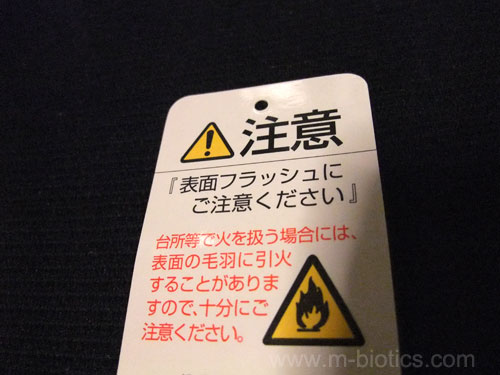 注意
『表面フラッシュに
ご注意ください』
台所等で火を扱う場合には、
表面の毛羽に引火
することがありま
すので、十分にご
注意ください。
www.m-biotics.com